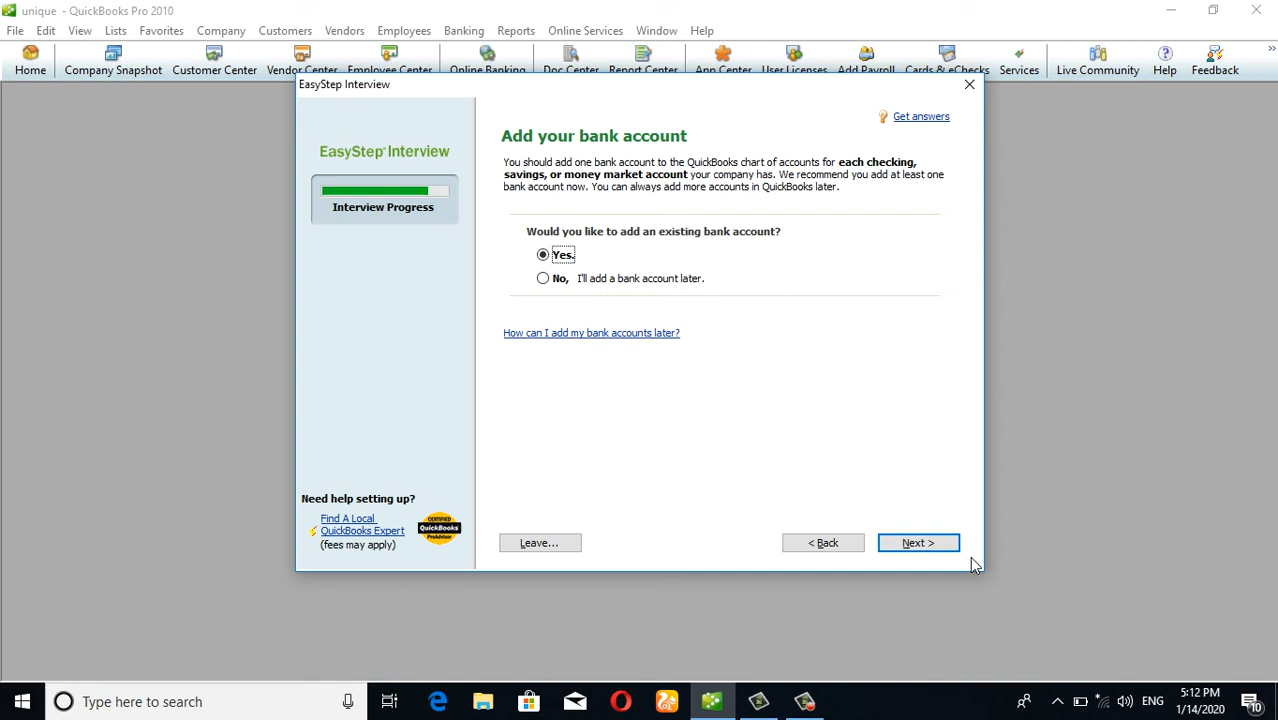 unique - QuickBooks Pro 2010
File Edit View Lists Favorites Company Customers Vendors Employees Banking Reports Online Services Window Help
Home Company Snapshot Customer Center Vendor Center Employee Center Online Banking Doc Center Report Center App Center User Licenses Add Payroll Cards & eChecks Services Live Community Help Feedback
EasyStep Interview
Get answers
EasyStep® Interview
Interview Progress
Add your bank account
You should add one bank account to the QuickBooks chart of accounts for each checking,
savings, or money market account your company has. We recommend you add at least one
bank account now. You can always add more accounts in QuickBooks later.
Would you like to add an existing bank account?
Yes.
No, I'll add a bank account later.
How can I add my bank accounts later?
Need help setting up?
Find A Local
QuickBooks Expert
(fees may apply)
CERTIFIED
QuickBooks
ProAdvisor
Leave...
< Back
Next >
Type here to search
ENG
5:12 PM
1/14/2020
10